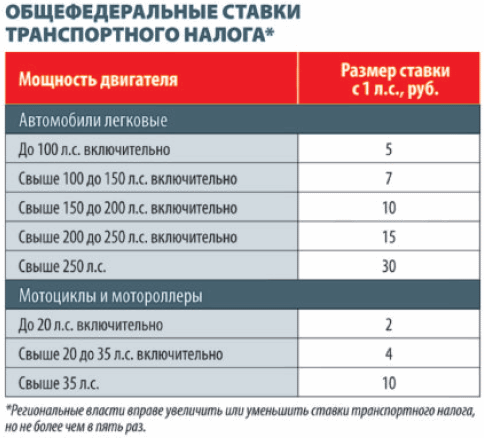 ОБЩЕФЕДЕРАЛЬНЫЕ СТАВКИ
ТРАНСПОРТНОГО НАЛОГА*
Мощность двигателя
Размер ставки
с 1 л.с., руб.
Автомобили легковые
До 100 л.с. включительно 5
Свыше 100 до 150 л.с. включительно 7
Свыше 150 до 200 л.с. включительно 10
Свыше 200 до 250 л.с. включительно 15
Свыше 250 л.с. 30
Мотоциклы и мотороллеры
До 20 л.с. включительно 2
Свыше 20 до 35 л.с. включительно 4
Свыше 35 л.с. 10
*Региональные власти вправе увеличить или уменьшить ставки транспортного налога,
но не более чем в пять раз.